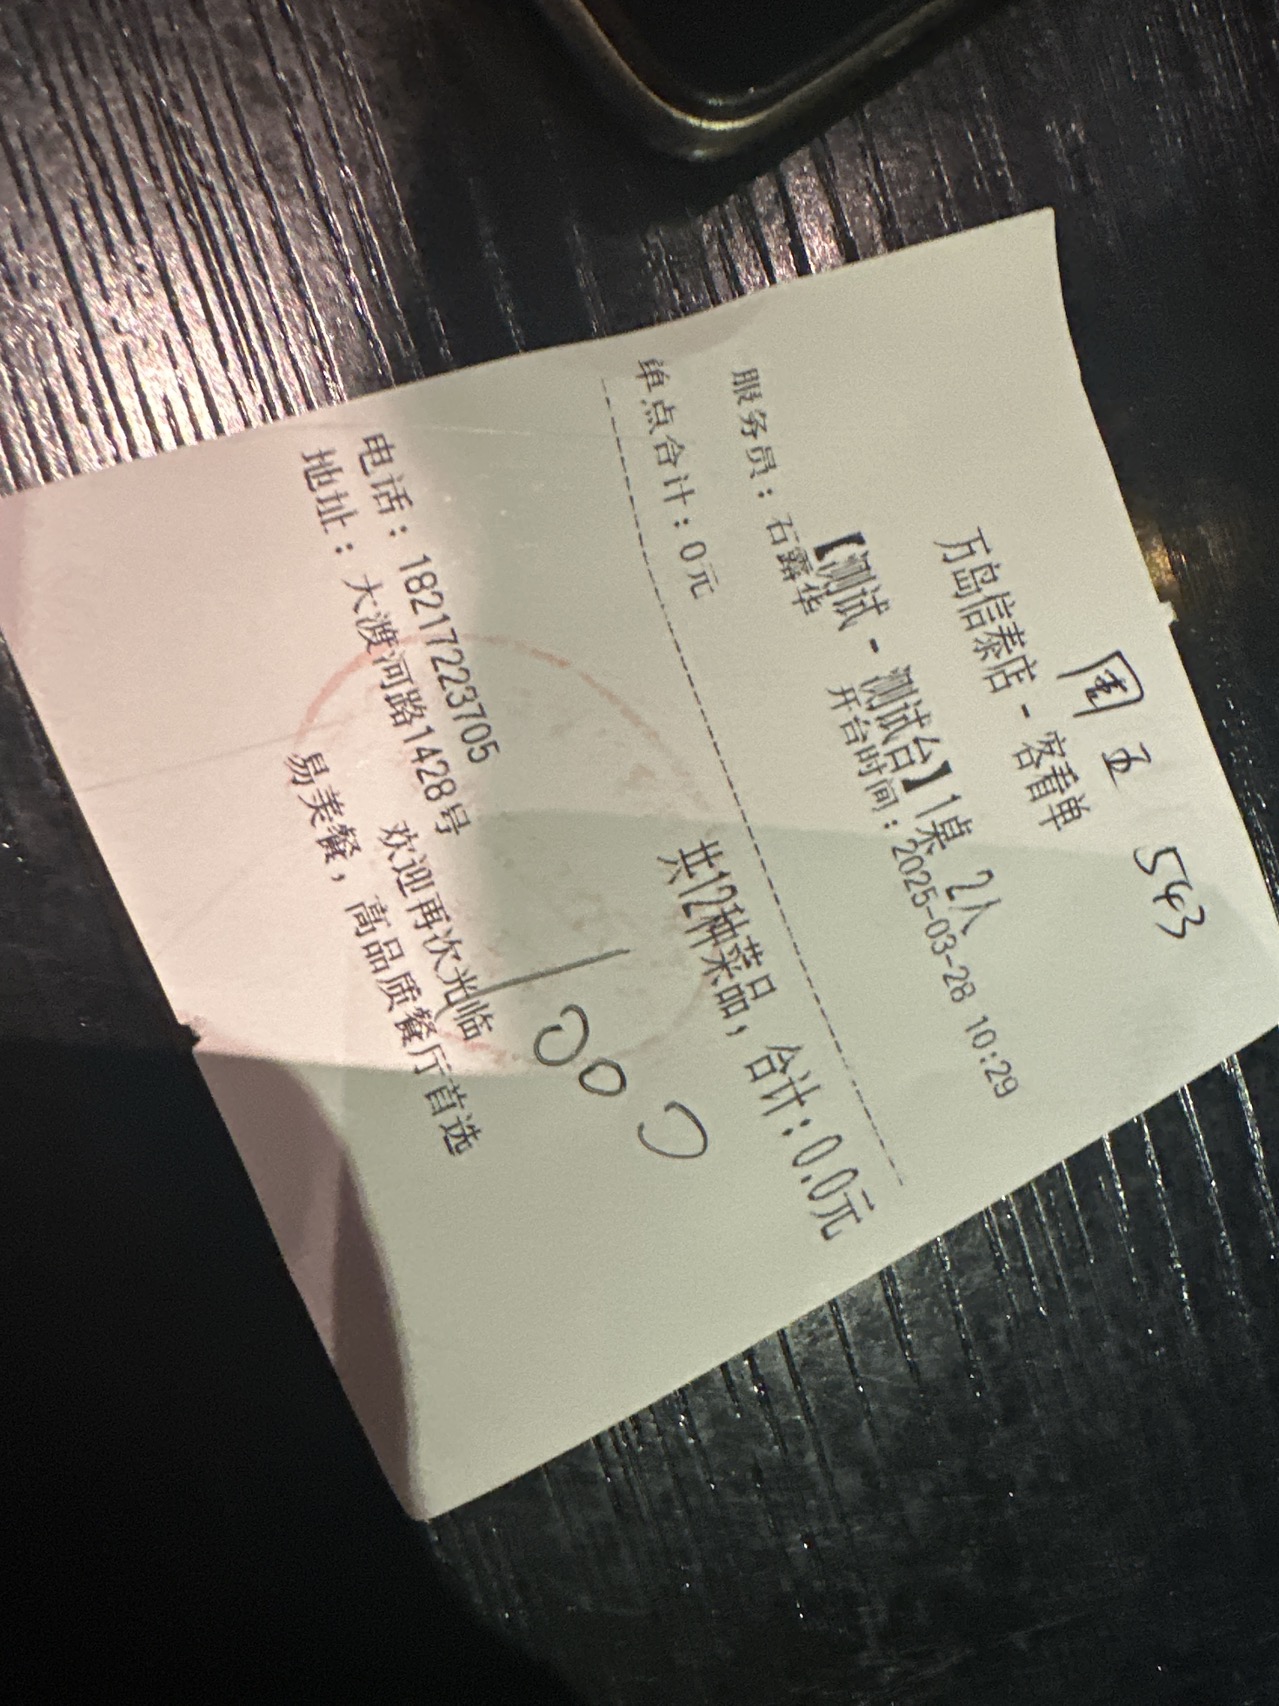 周五 543
万岛信泰店 - 客看单
【测试 - 测试台】1桌 2人
服务员：石露华 开台时间：2025-03-28 10:29
单点合计：0元
共12种菜品，合计：0.0元
1000
电话：18217223705 欢迎再次光临
地址：大渡河路1428号
易美餐，高品质餐厅首选